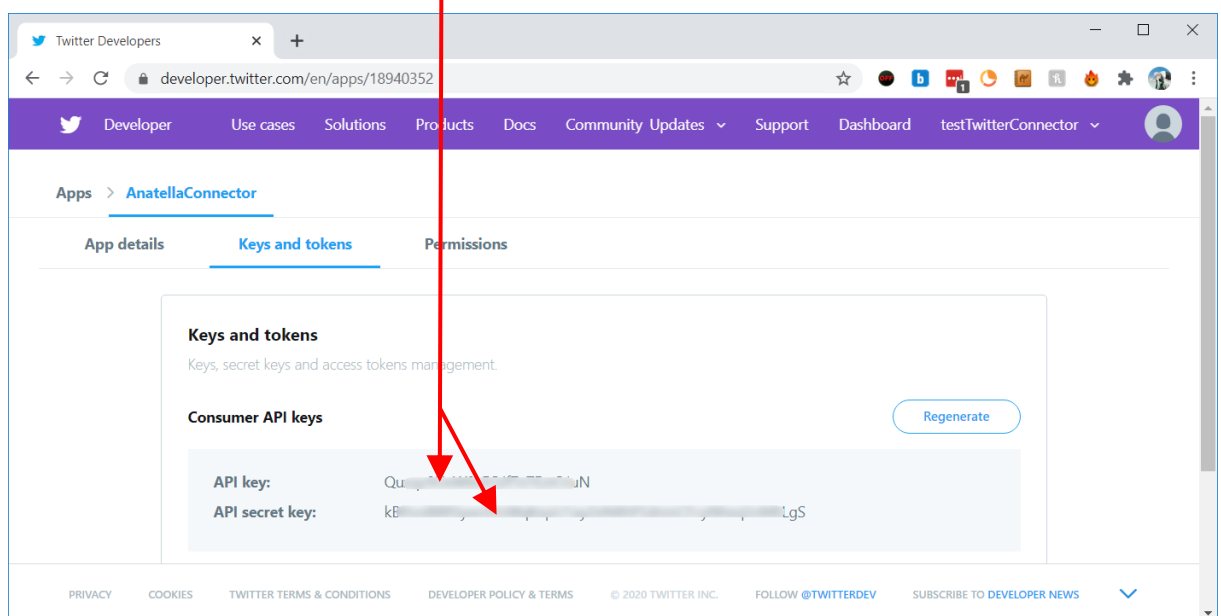 Twitter Developers
developer.twitter.com/en/apps/18940352
OFF
b
1
Developer Use cases Solutions Products Docs Community Updates Support Dashboard testTwitterConnector
Apps > AnatellaConnector
App details Keys and tokens Permissions
Keys and tokens
Keys, secret keys and access tokens management.
Consumer API keys Regenerate
API key:
API secret key:
PRIVACY COOKIES TWITTER TERMS & CONDITIONS DEVELOPER POLICY & TERMS © 2020 TWITTER INC. FOLLOW @TWITTERDEV SUBSCRIBE TO DEVELOPER NEWS